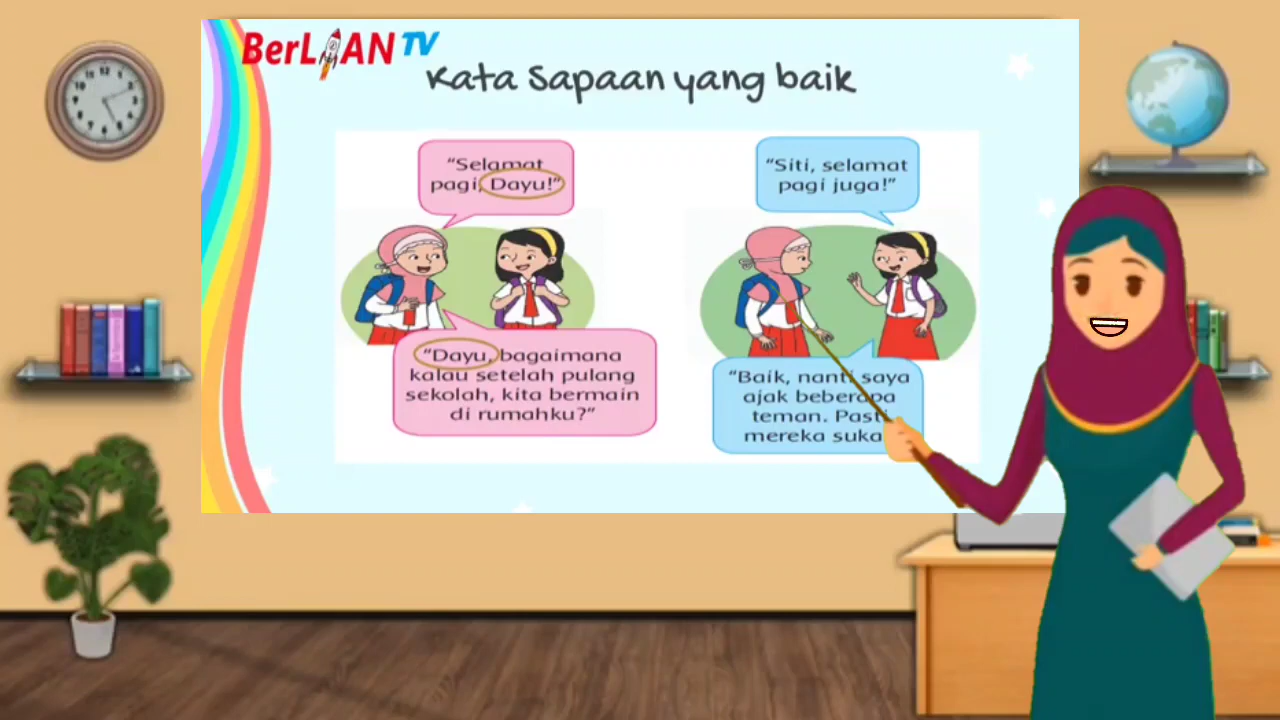 BerLIAN TV
Kata Sapaan yang baik
"Selamat
pagi, Dayu!"
"Siti, selamat
pagi juga!"
"Dayu, bagaimana
kalau setelah pulang
sekolah, kita bermain
di rumahku?"
"Baik, nanti saya
ajak beberapa
teman. Pasti
mereka suka